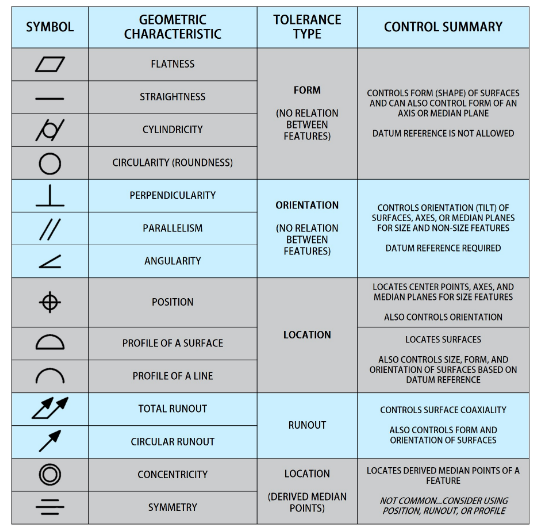 SYMBOL
GEOMETRIC
CHARACTERISTIC
TOLERANCE
TYPE
CONTROL SUMMARY
FLATNESS
STRAIGHTNESS
CYLINDRICITY
CIRCULARITY (ROUNDNESS)
FORM
(NO RELATION
BETWEEN
FEATURES)
CONTROLS FORM (SHAPE) OF SURFACES
AND CAN ALSO CONTROL FORM OF AN
AXIS OR MEDIAN PLANE
DATUM REFERENCE IS NOT ALLOWED
PERPENDICULARITY
PARALLELISM
ANGULARITY
ORIENTATION
(NO RELATION
BETWEEN
FEATURES)
CONTROLS ORIENTATION (TILT) OF
SURFACES, AXES, OR MEDIAN PLANES
FOR SIZE AND NON-SIZE FEATURES
DATUM REFERENCE REQUIRED
POSITION
PROFILE OF A SURFACE
PROFILE OF A LINE
LOCATION
LOCATES CENTER POINTS, AXES, AND
MEDIAN PLANES FOR SIZE FEATURES
ALSO CONTROLS ORIENTATION
LOCATES SURFACES
ALSO CONTROLS SIZE, FORM, AND
ORIENTATION OF SURFACES BASED ON
DATUM REFERENCE
TOTAL RUNOUT
CIRCULAR RUNOUT
RUNOUT
CONTROLS SURFACE COAXIALITY
ALSO CONTROLS FORM AND
ORIENTATION OF SURFACES
CONCENTRICITY
SYMMETRY
LOCATION
(DERIVED MEDIAN
POINTS)
LOCATES DERIVED MEDIAN POINTS OF A
FEATURE
NOT COMMON...CONSIDER USING
POSITION, RUNOUT, OR PROFILE